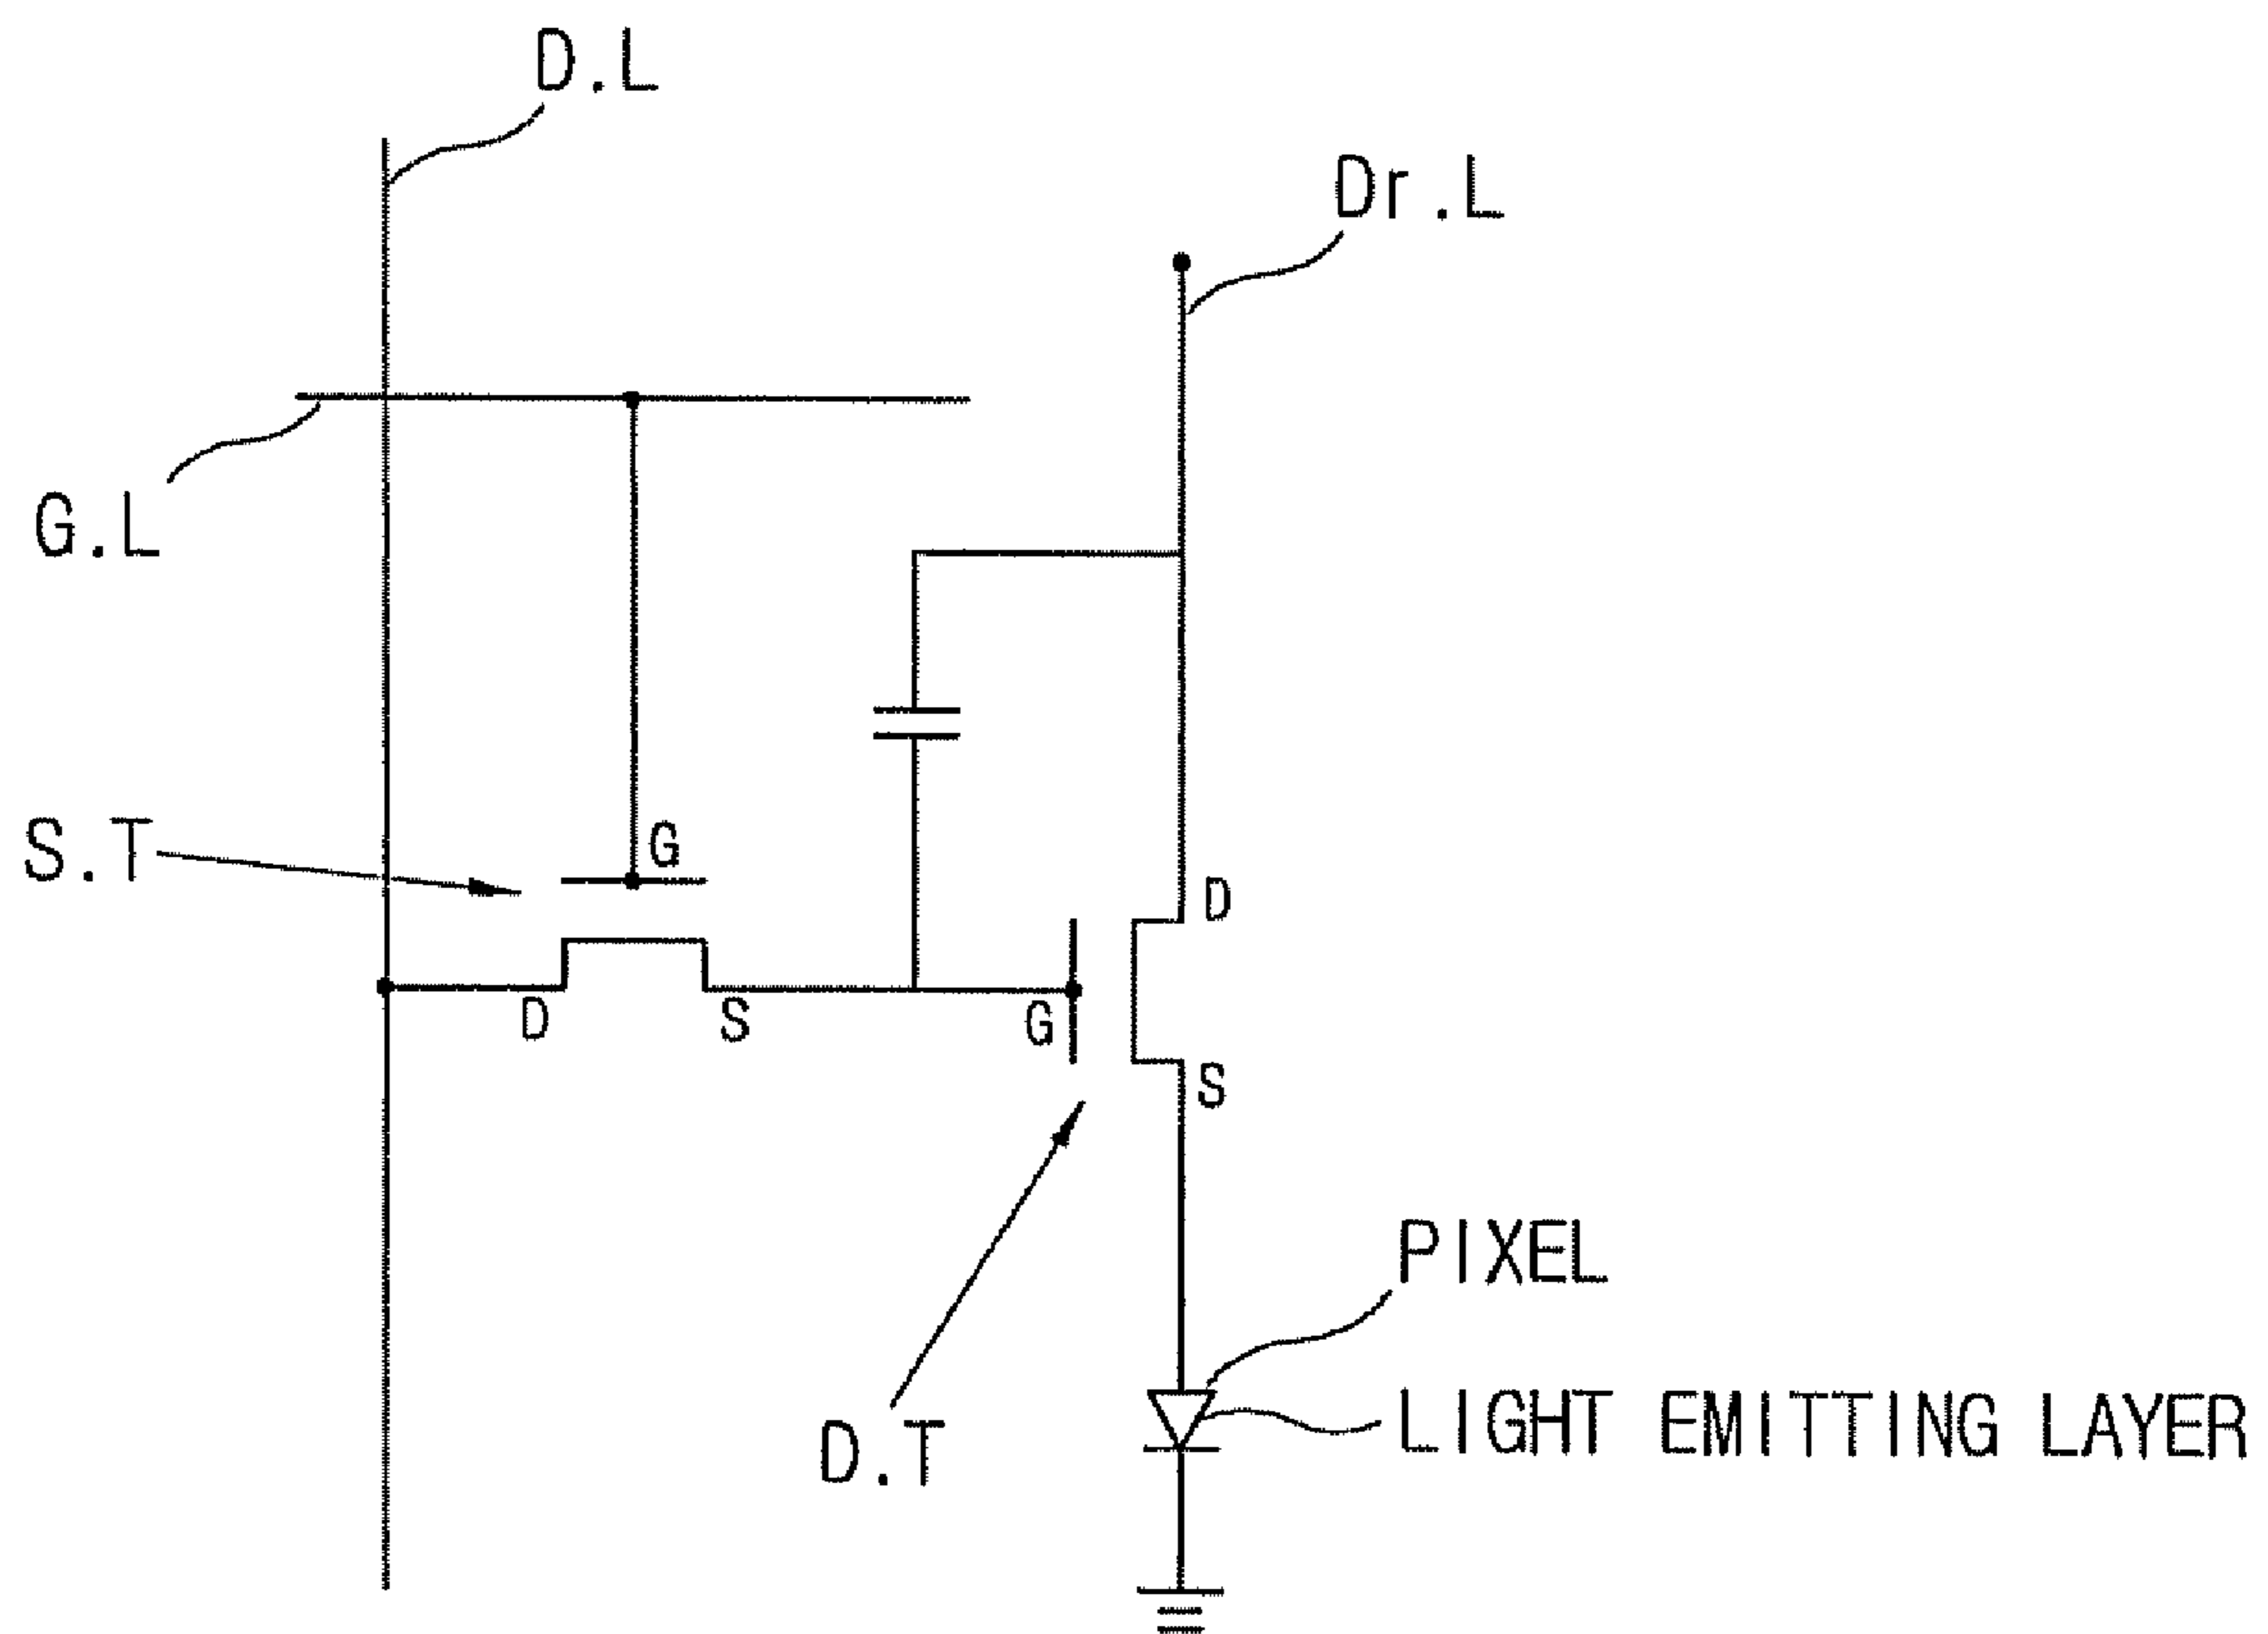 D.L
Dr.L
G.L
S.T
G
D
D
S
G
S
PIXEL
LIGHT EMITTING LAYER
D.T